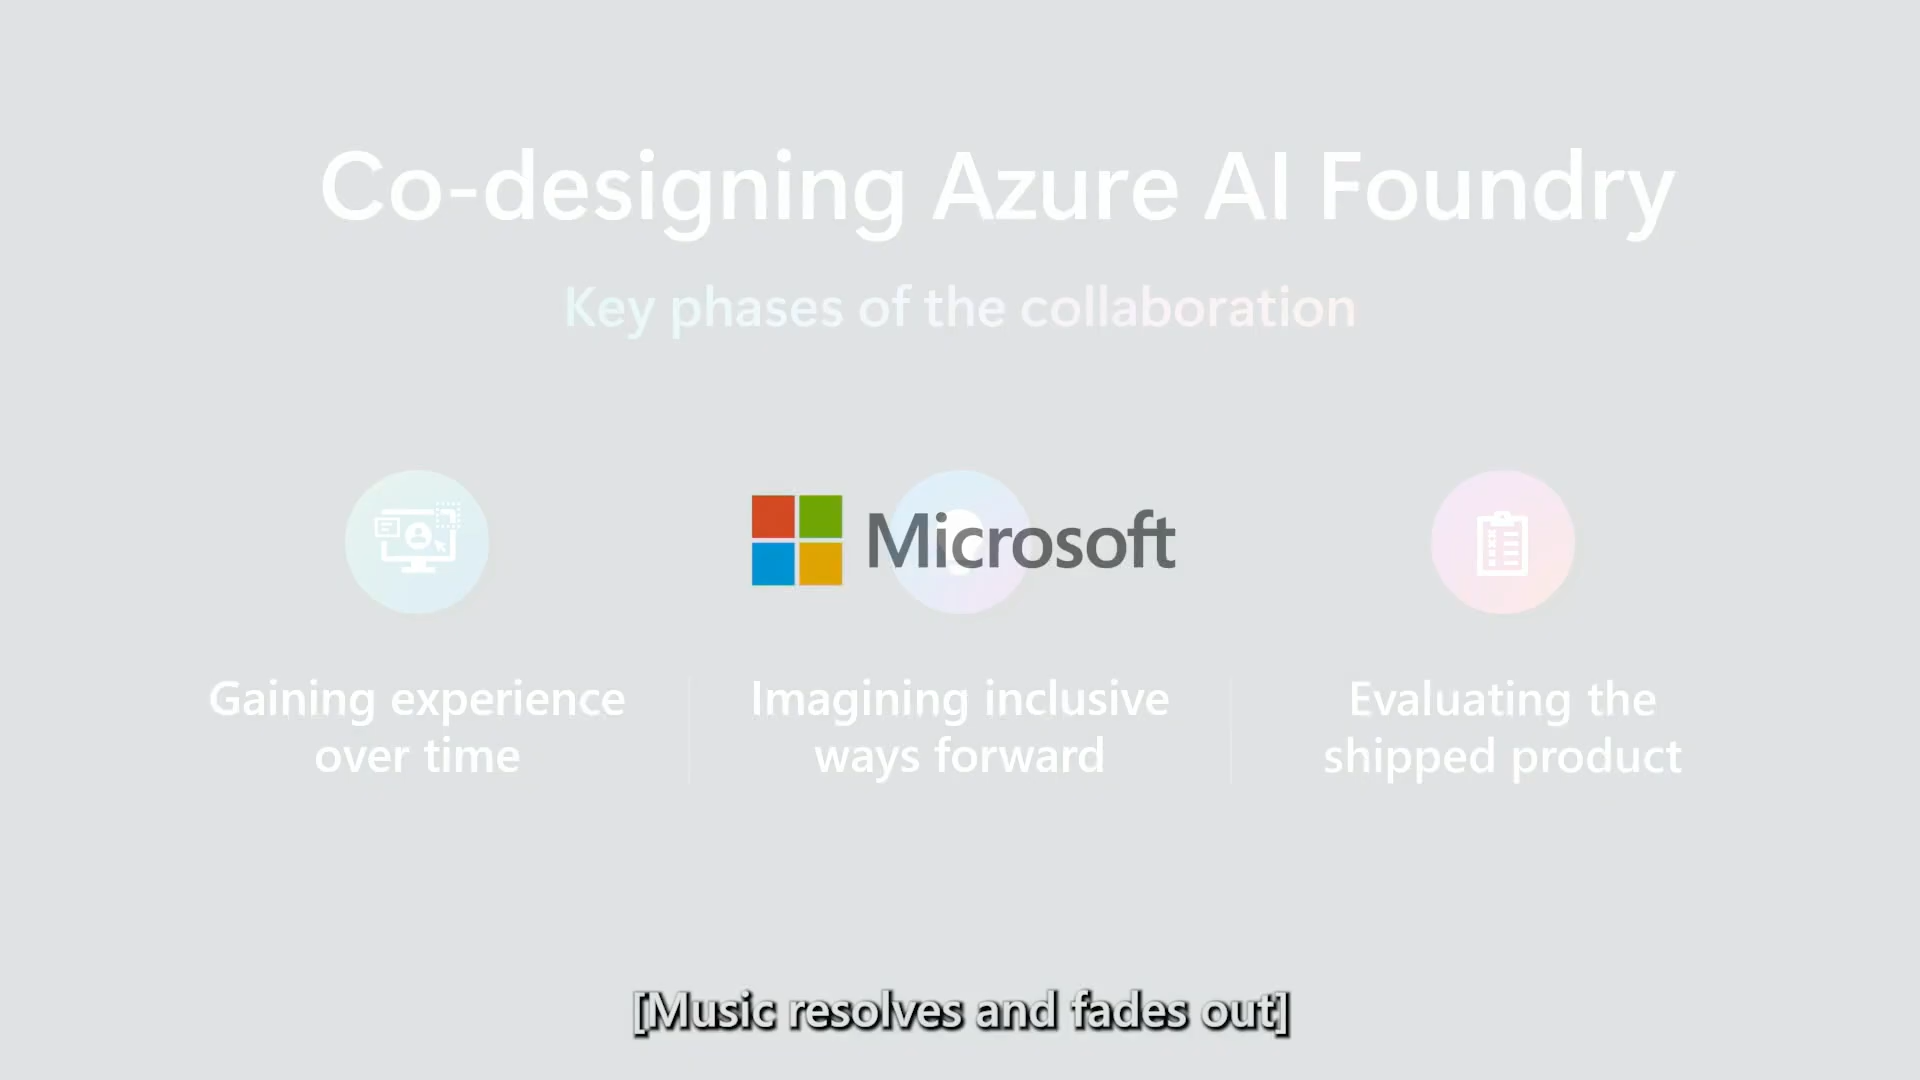 Co-designing Azure AI Foundry
Key phases of the collaboration
Microsoft
Gaining experience
over time
Imagining inclusive
ways forward
Evaluating the
shipped product
[Music resolves and fades out]